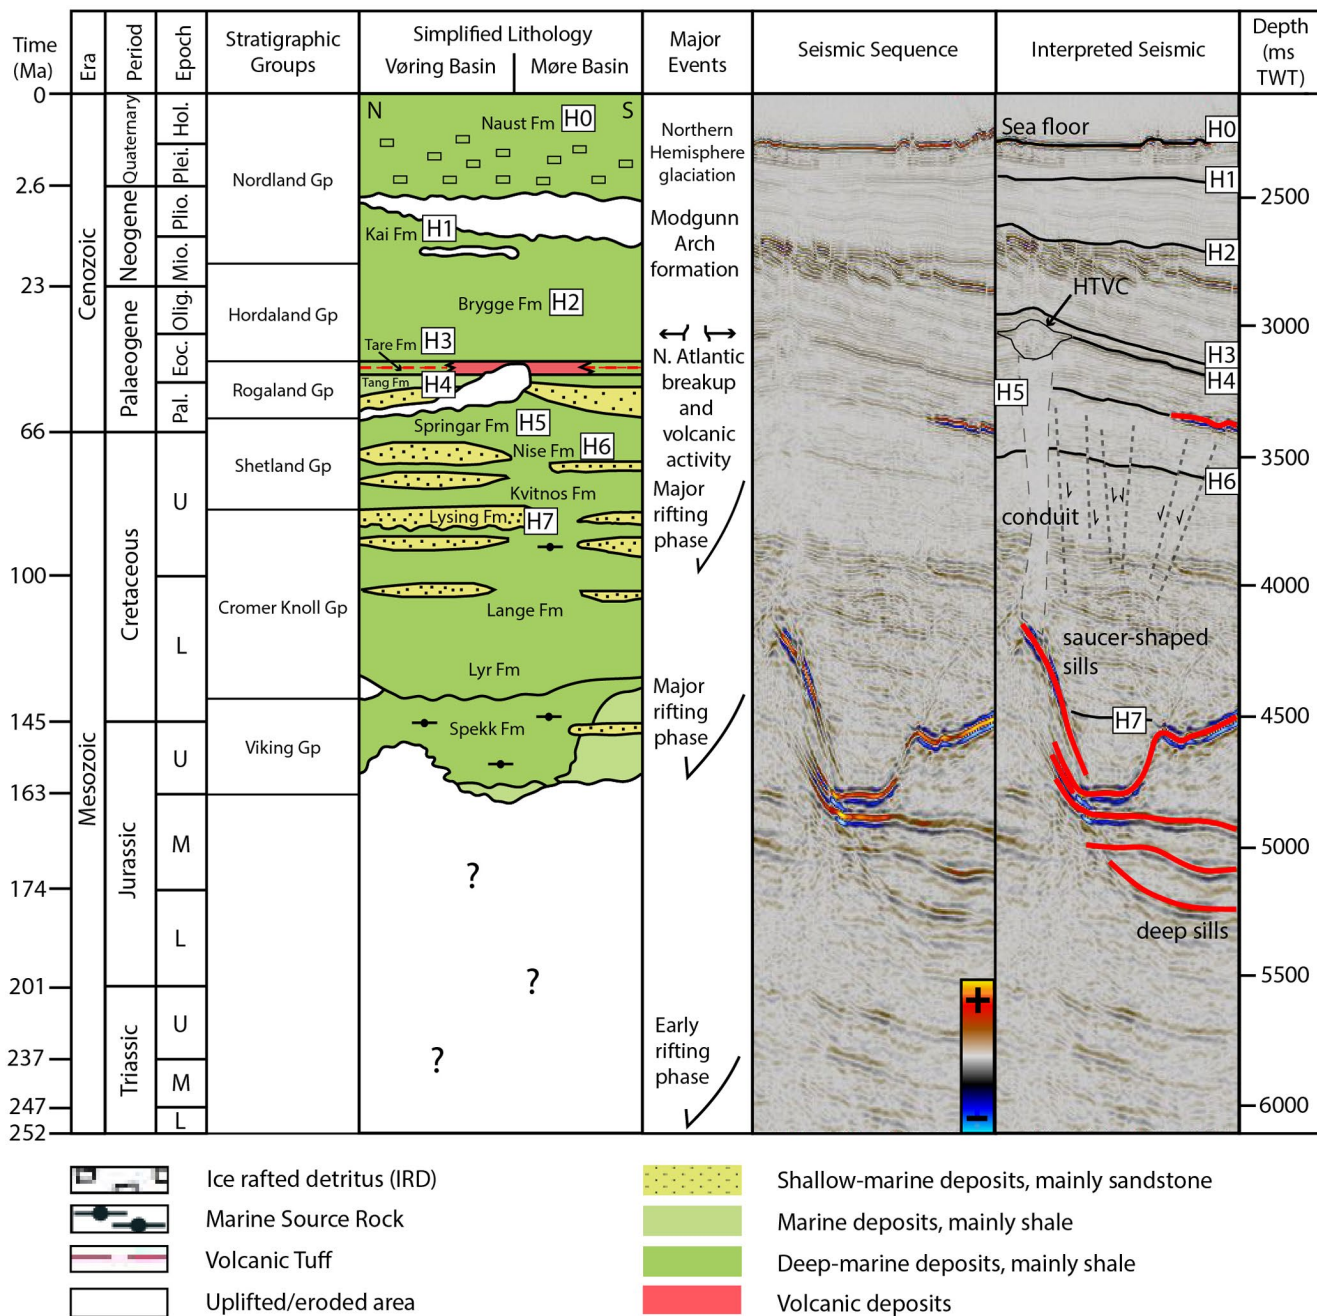 Time
(Ma)
Era
Period
Epoch
Stratigraphic
Groups
Simplified Lithology
Vøring Basin
Møre Basin
Major
Events
Seismic Sequence
Interpreted Seismic
Depth
(ms
TWT)
0
2.6
23
66
100
145
163
174
201
237
247
252
Cenozoic
Mesozoic
Quaternary
Neogene
Palaeogene
Cretaceous
Jurassic
Triassic
Hol.
Plei.
Plio.
Mio.
Olig.
Eoc.
Pal.
U
L
U
M
L
U
M
L
Nordland Gp
Hordaland Gp
Rogaland Gp
Shetland Gp
Cromer Knoll Gp
Viking Gp
N
S
Naust Fm H0
Kai Fm H1
Brygge Fm H2
Tare Fm H3
Tang Fm H4
Springar Fm H5
Nise Fm H6
Kvitnos Fm
Lysing Fm H7
Lange Fm
Lyr Fm
Spekk Fm
?
?
?
Northern
Hemisphere
glaciation
Modgunn
Arch
formation
N. Atlantic
breakup
and
volcanic
activity
Major
rifting
phase
Major
rifting
phase
Early
rifting
phase
+
−
Sea floor
H0
H1
H2
HTVC
H3
H4
H5
H6
conduit
saucer-shaped
sills
H7
deep sills
2500
3000
3500
4000
4500
5000
5500
6000
Ice rafted detritus (IRD)
Marine Source Rock
Volcanic Tuff
Uplifted/eroded area
Shallow-marine deposits, mainly sandstone
Marine deposits, mainly shale
Deep-marine deposits, mainly shale
Volcanic deposits